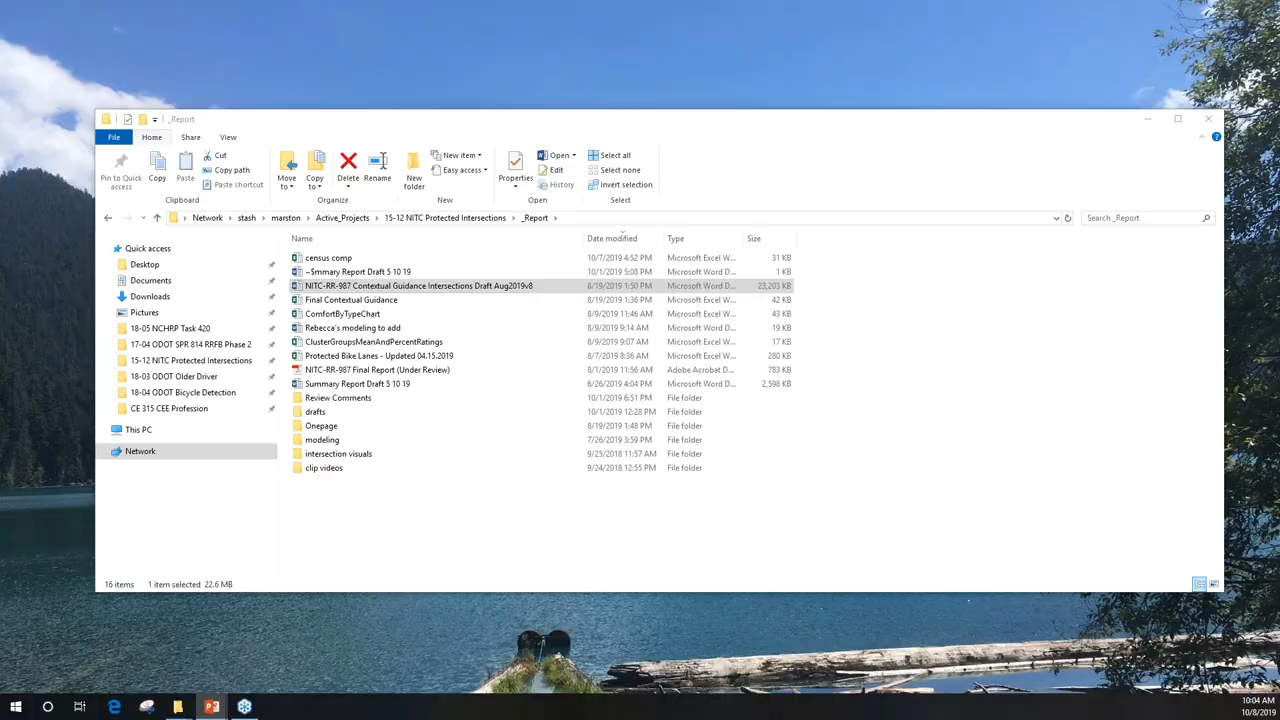 _Report
File Home Share View
Pin to Quick access
Copy
Paste
Cut
Copy path
Paste shortcut
Clipboard
Move to
Copy to
Delete
Rename
Organize
New folder
New item
Easy access
New
Properties
Open
Edit
History
Open
Select all
Select none
Invert selection
Select
Network > stash > marston > Active_Projects > 15-12 NITC Protected Intersections > _Report >
Search _Report
Quick access
Desktop
Documents
Downloads
Pictures
18-05 NCHRP Task 420
17-04 ODOT SPR 814 RRFB Phase 2
15-12 NITC Protected Intersections
18-03 ODOT Older Driver
18-04 ODOT Bicycle Detection
CE 315 CEE Profession
This PC
Network
Name Date modified Type Size
census comp 10/7/2019 4:52 PM Microsoft Excel W... 31 KB
~$mmary Report Draft 5 10 19 10/1/2019 5:08 PM Microsoft Word D... 1 KB
NITC-RR-987 Contextual Guidance Intersections Draft Aug2019v8 8/19/2019 1:50 PM Microsoft Word D... 23,203 KB
Final Contextual Guidance 8/19/2019 1:36 PM Microsoft Excel W... 42 KB
ComfortByTypeChart 8/9/2019 11:46 AM Microsoft Excel W... 43 KB
Rebecca's modeling to add 8/9/2019 9:14 AM Microsoft Word D... 19 KB
ClusterGroupsMeanAndPercentRatings 8/9/2019 9:07 AM Microsoft Excel W... 17 KB
Protected Bike Lanes - Updated 04.15.2019 8/7/2019 8:36 AM Microsoft Excel W... 280 KB
NITC-RR-987 Final Report (Under Review) 8/1/2019 11:56 AM Adobe Acrobat D... 783 KB
Summary Report Draft 5 10 19 6/26/2019 4:04 PM Microsoft Word D... 2,598 KB
Review Comments 10/1/2019 6:51 PM File folder
drafts 10/1/2019 12:28 PM File folder
Onepage 8/19/2019 1:48 PM File folder
modeling 7/26/2019 3:59 PM File folder
intersection visuals 9/25/2018 11:57 AM File folder
clip videos 9/24/2018 12:55 PM File folder
16 items 1 item selected 22.6 MB
10:04 AM
10/8/2019